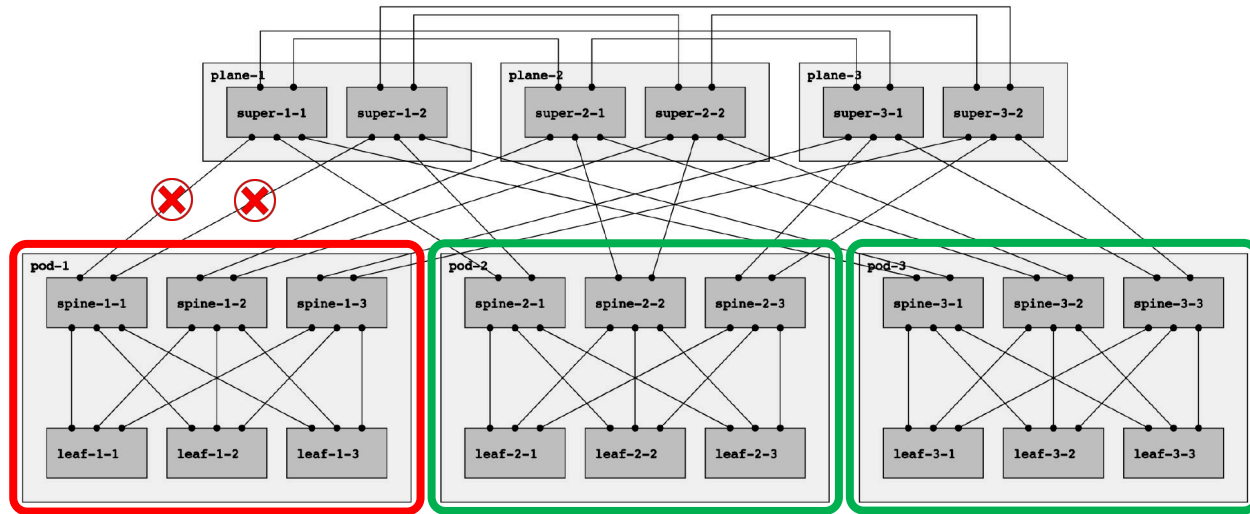 plane-1
plane-2
plane-3
super-1-1
super-1-2
super-2-1
super-2-2
super-3-1
super-3-2
pod-1
pod-2
pod-3
spine-1-1
spine-1-2
spine-1-3
spine-2-1
spine-2-2
spine-2-3
spine-3-1
spine-3-2
spine-3-3
leaf-1-1
leaf-1-2
leaf-1-3
leaf-2-1
leaf-2-2
leaf-2-3
leaf-3-1
leaf-3-2
leaf-3-3